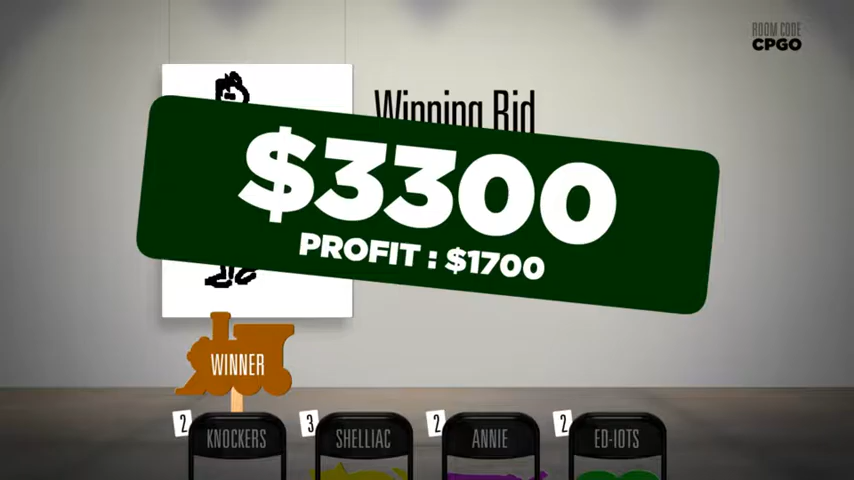 ROOM CODE
CPGO
Winning Bid
$3300
PROFIT : $1700
WINNER
2
KNOCKERS
3
SHELLIAC
2
ANNIE
2
ED-IOTS